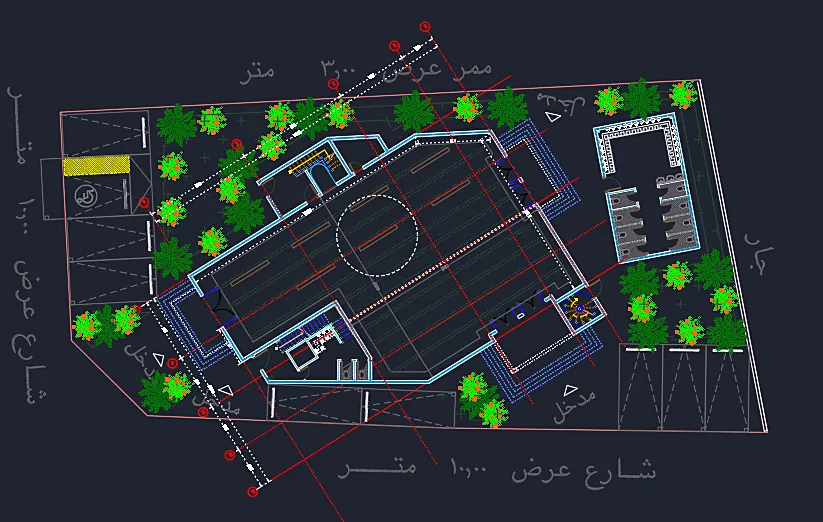 ممر عرض ٣٫٠٠ متر
مدخل
جار
شارع عرض ١٠٫٠٠ متر
مدخل
مدخل
مدخل
شارع عرض ١٠٫٠٠ متر